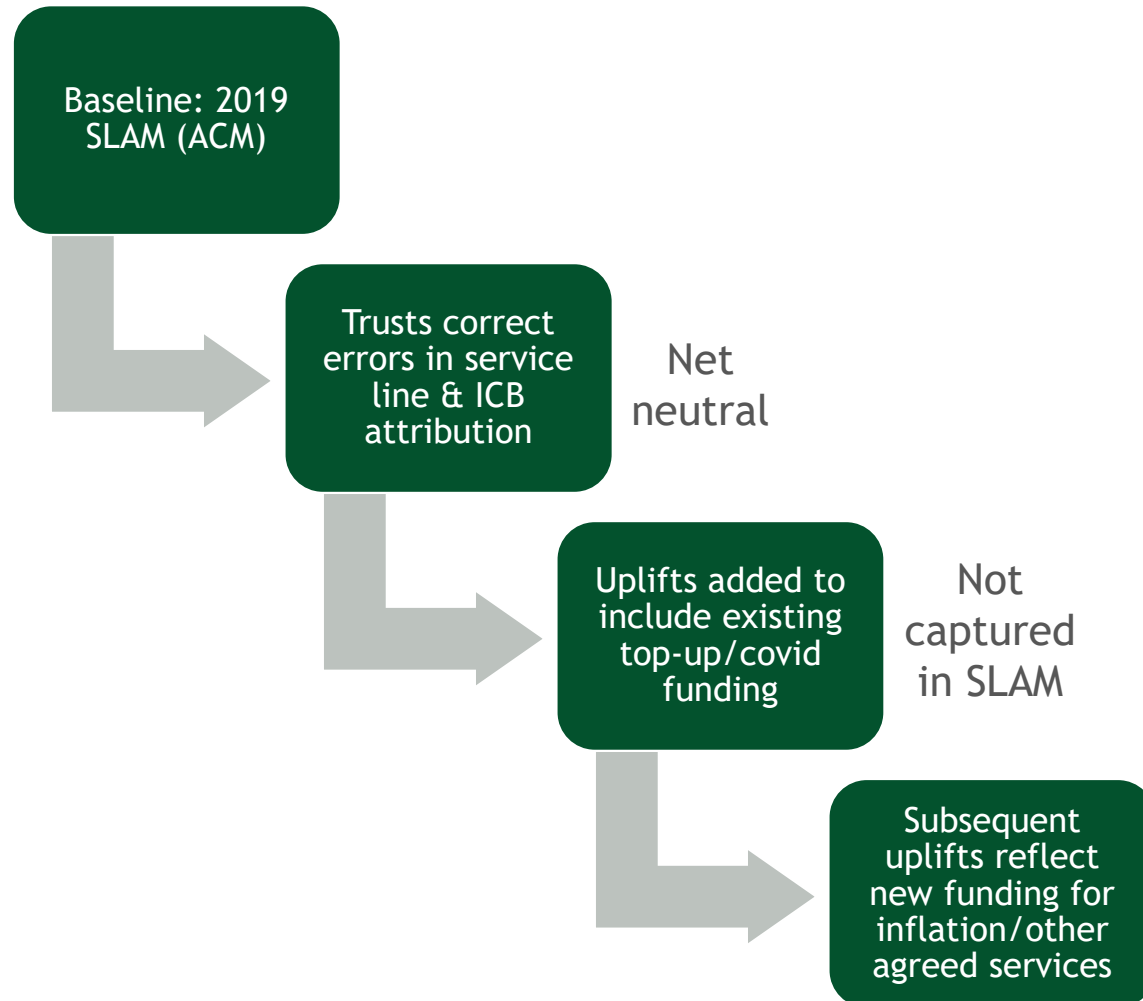 Baseline: 2019
SLAM (ACM)
Trusts correct
errors in service
line & ICB
attribution
Net
neutral
Uplifts added to
include existing
top-up/covid
funding
Not
captured
in SLAM
Subsequent
uplifts reflect
new funding for
inflation/other
agreed services